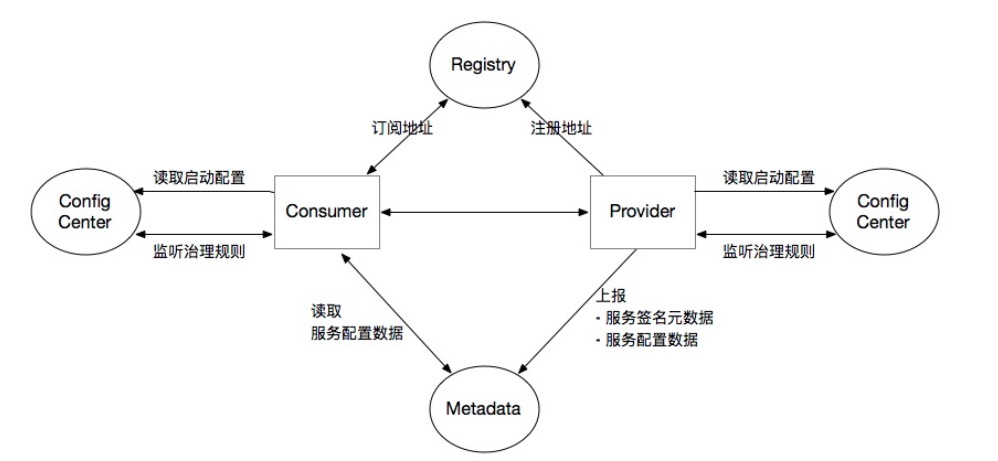 Registry
订阅地址
注册地址
读取启动配置
读取启动配置
Config
Center
Consumer
Provider
Config
Center
监听治理规则
监听治理规则
读取
服务配置数据
上报
- 服务签名元数据
- 服务配置数据
Metadata